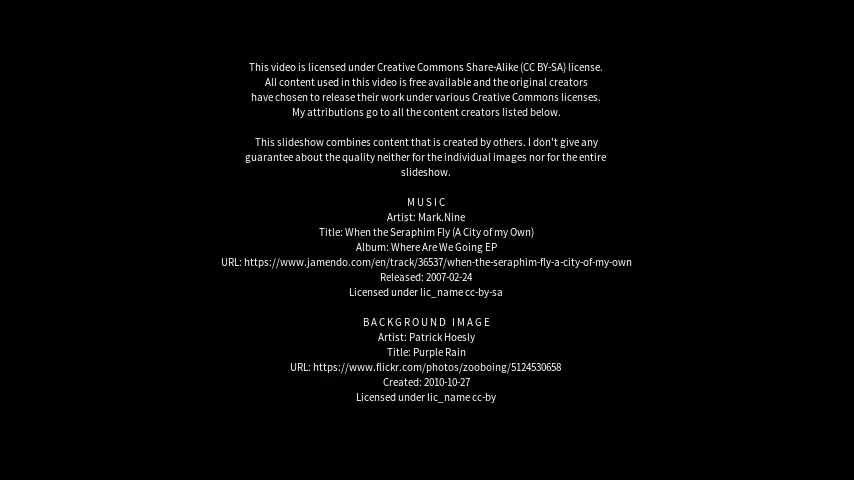 This video is licensed under Creative Commons Share-Alike (CC BY-SA) license.
All content used in this video is free available and the original creators
have chosen to release their work under various Creative Commons licenses.
My attributions go to all the content creators listed below.
This slideshow combines content that is created by others. I don't give any
guarantee about the quality neither for the individual images nor for the entire
slideshow.
MUSIC
Artist: Mark.Nine
Title: When the Seraphim Fly (A City of my Own)
Album: Where Are We Going EP
URL: https://www.jamendo.com/en/track/36537/when-the-seraphim-fly-a-city-of-my-own
Released: 2007-02-24
Licensed under lic_name cc-by-sa
BACKGROUND IMAGE
Artist: Patrick Hoesly
Title: Purple Rain
URL: https://www.flickr.com/photos/zooboing/5124530658
Created: 2010-10-27
Licensed under lic_name cc-by